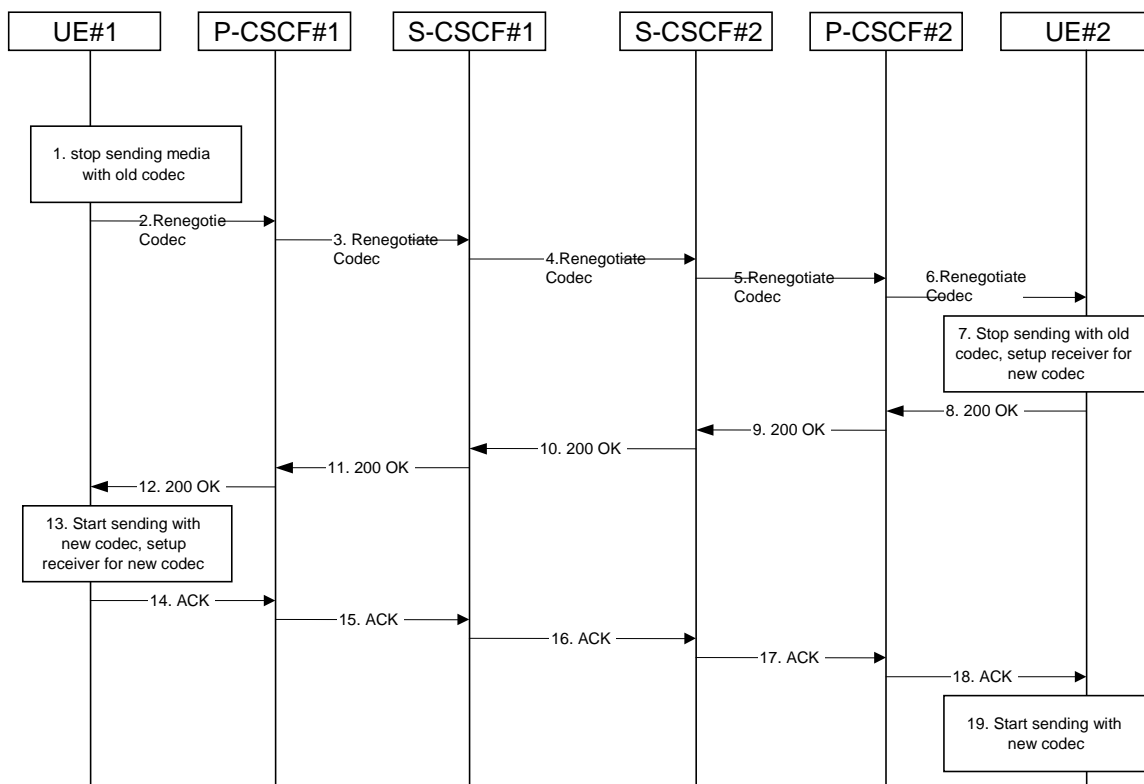 UE#1
P-CSCF#1
S-CSCF#1
S-CSCF#2
P-CSCF#2
UE#2
1. stop sending media
with old codec
2.Renegotie
Codec
3. Renegotiate
Codec
4.Renegotiate
Codec
5.Renegotiate
Codec
6.Renegotiate
Codec
7. Stop sending with old
codec, setup receiver for
new codec
8. 200 OK
9. 200 OK
10. 200 OK
11. 200 OK
12. 200 OK
13. Start sending with
new codec, setup
receiver for new codec
14. ACK
15. ACK
16. ACK
17. ACK
18. ACK
19. Start sending with
new codec